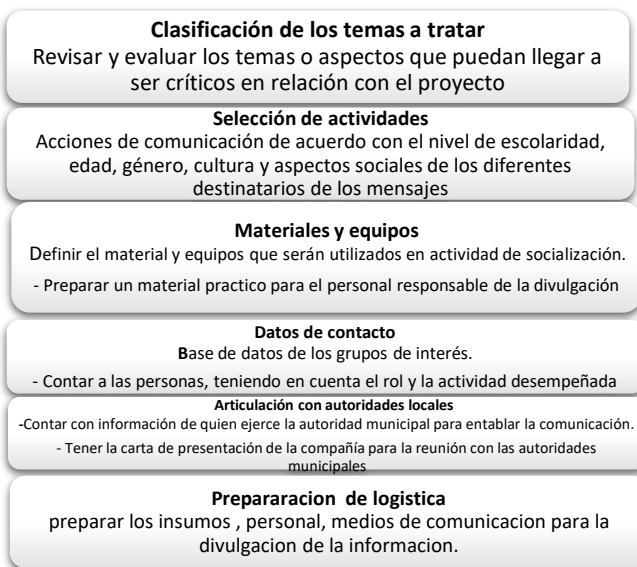 Clasificación de los temas a tratar
Revisar y evaluar los temas o aspectos que puedan llegar a
ser críticos en relación con el proyecto
Selección de actividades
Acciones de comunicación de acuerdo con el nivel de escolaridad,
edad, género, cultura y aspectos sociales de los diferentes
destinatarios de los mensajes
Materiales y equipos
Definir el material y equipos que serán utilizados en actividad de socialización.
- Preparar un material practico para el personal responsable de la divulgación
Datos de contacto
Base de datos de los grupos de interés.
- Contar a las personas, teniendo en cuenta el rol y la actividad desempeñada
Articulación con autoridades locales
-Contar con información de quien ejerce la autoridad municipal para entablar la comunicación.
- Tener la carta de presentación de la compañía para la reunión con las autoridades
municipales
Prepararacion de logistica
preparar los insumos , personal, medios de comunicacion para la
divulgacion de la informacion.